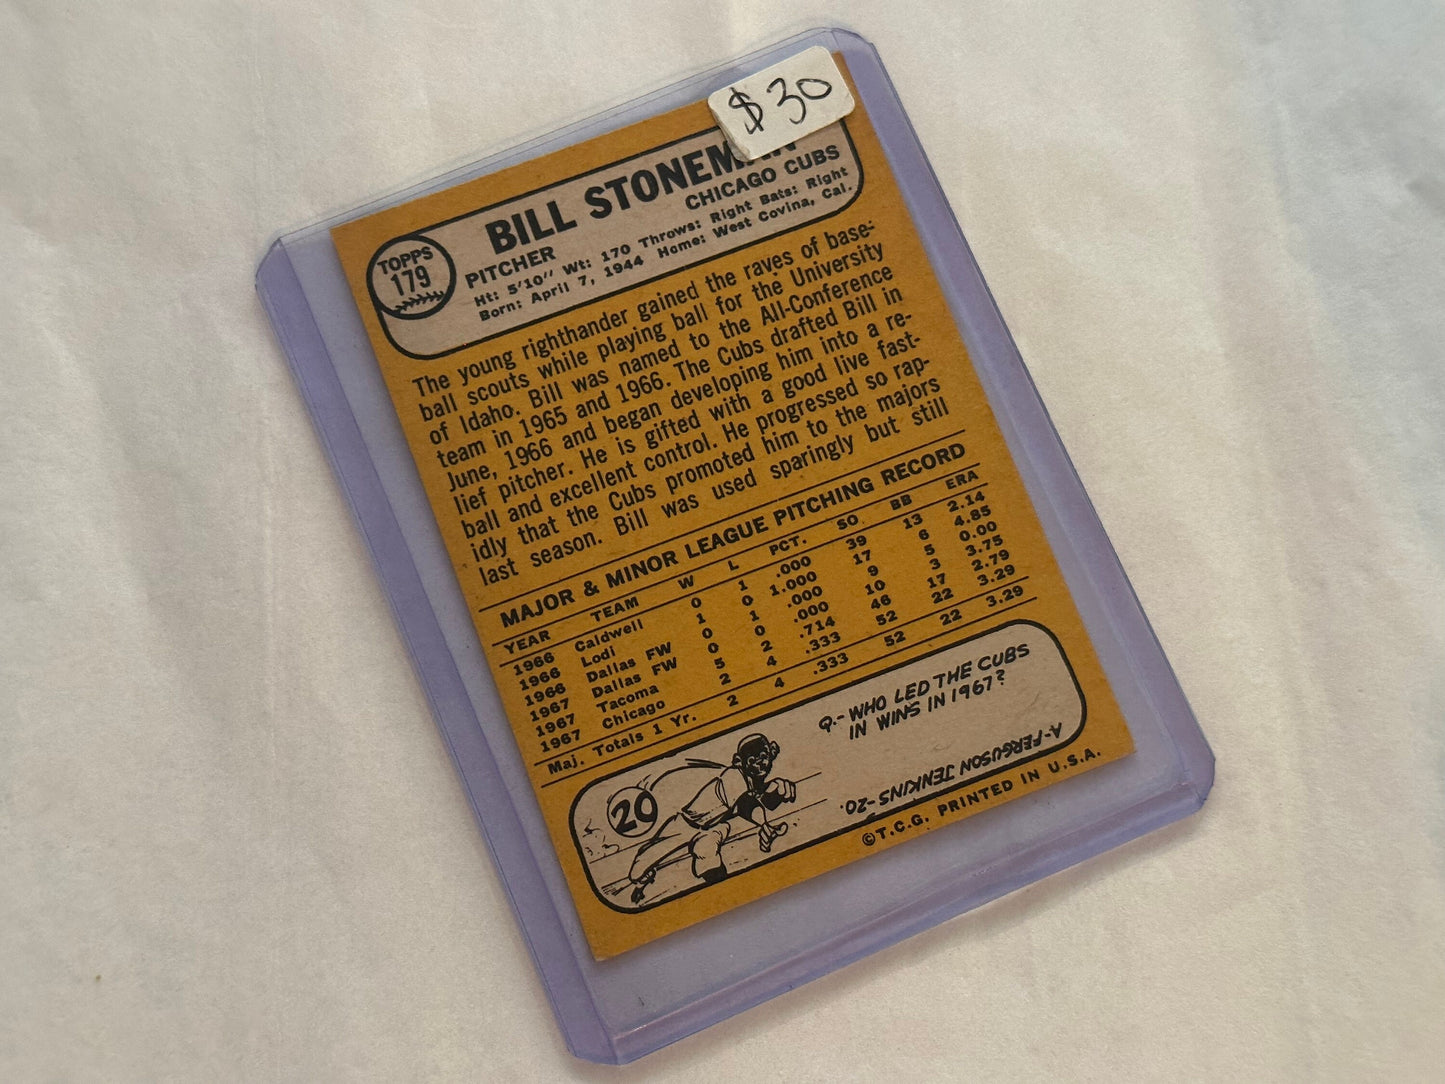 $30
BILL STONEMAN
CHICAGO CUBS
TOPPS
179
PITCHER
Ht: 5'10" Wt: 170 Throws: Right Bats: Right
Born: April 7, 1944 Home: West Covina, Cal.
The young righthander gained the raves of base-
ball scouts while playing ball for the University
of Idaho. Bill was named to the All-Conference
team in 1965 and 1966. The Cubs drafted Bill in
June, 1966 and began developing him into a re-
lief pitcher. He is gifted with a good live fast-
ball and excellent control. He progressed so rap-
idly that the Cubs promoted him to the majors
last season. Bill was used sparingly but still
MAJOR & MINOR LEAGUE PITCHING RECORD
YEAR TEAM W L PCT. SO BB ERA
1966 Caldwell 0 1 .000 39 13 2.14
1966 Lodi 1 0 1.000 17 6 4.85
1966 Dallas FW 0 1 .000 9 5 0.00
1967 Dallas FW 0 0 .000 10 3 3.75
1967 Tacoma 5 2 .714 46 17 2.79
1967 Chicago 2 4 .333 52 22 3.29
Maj. Totals 1 Yr. 2 4 .333 52 22 3.29
Q.- WHO LED THE CUBS
IN WINS IN 1967?
A-FERGUSON JENKINS-20.
20
©T.C.G. PRINTED IN U.S.A.